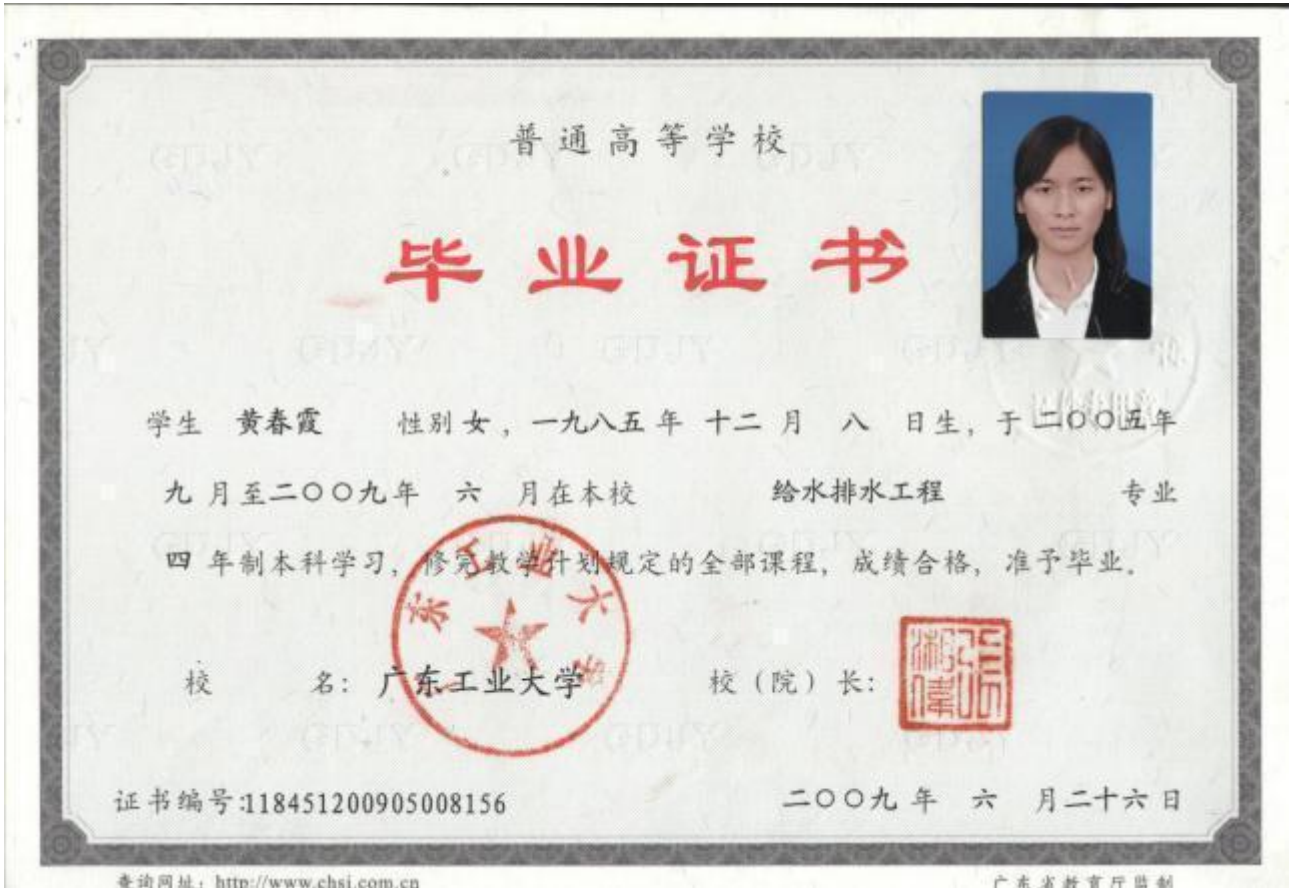 普通高等学校
毕业证书
学生 黄春霞 性别 女，一九八五年 十二 月 八 日生，于二〇〇五年
九 月至二〇〇九年 六 月在本校 给水排水工程 专业
四 年制本科学习，修完教学计划规定的全部课程，成绩合格，准予毕业。
广东工业大学
校 名：广东工业大学 校（院）长：
证书编号:118451200905008156 二〇〇九 年 六 月二十六日
查询网址：http://www.chsi.com.cn 广东省教育厅监制